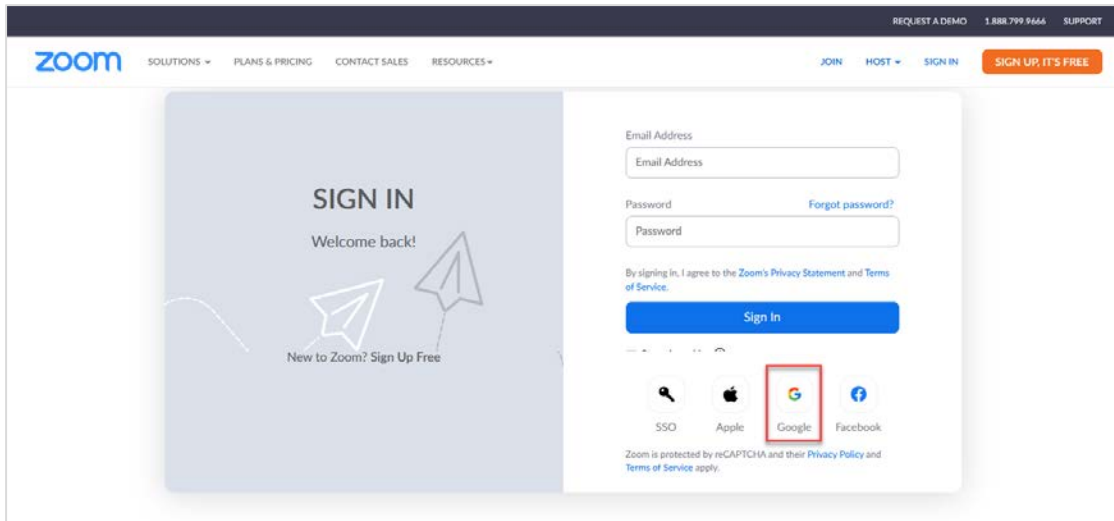 REQUEST A DEMO 1.888.799.9666 SUPPORT
zoom SOLUTIONS PLANS & PRICING CONTACT SALES RESOURCES JOIN HOST SIGN IN SIGN UP, IT'S FREE
SIGN IN
Welcome back!
New to Zoom? Sign Up Free
Email Address
Email Address
Password Forgot password?
Password
By signing in, I agree to the Zoom's Privacy Statement and Terms
of Service.
Sign In
SSO Apple Google Facebook
Zoom is protected by reCAPTCHA and their Privacy Policy and
Terms of Service apply.